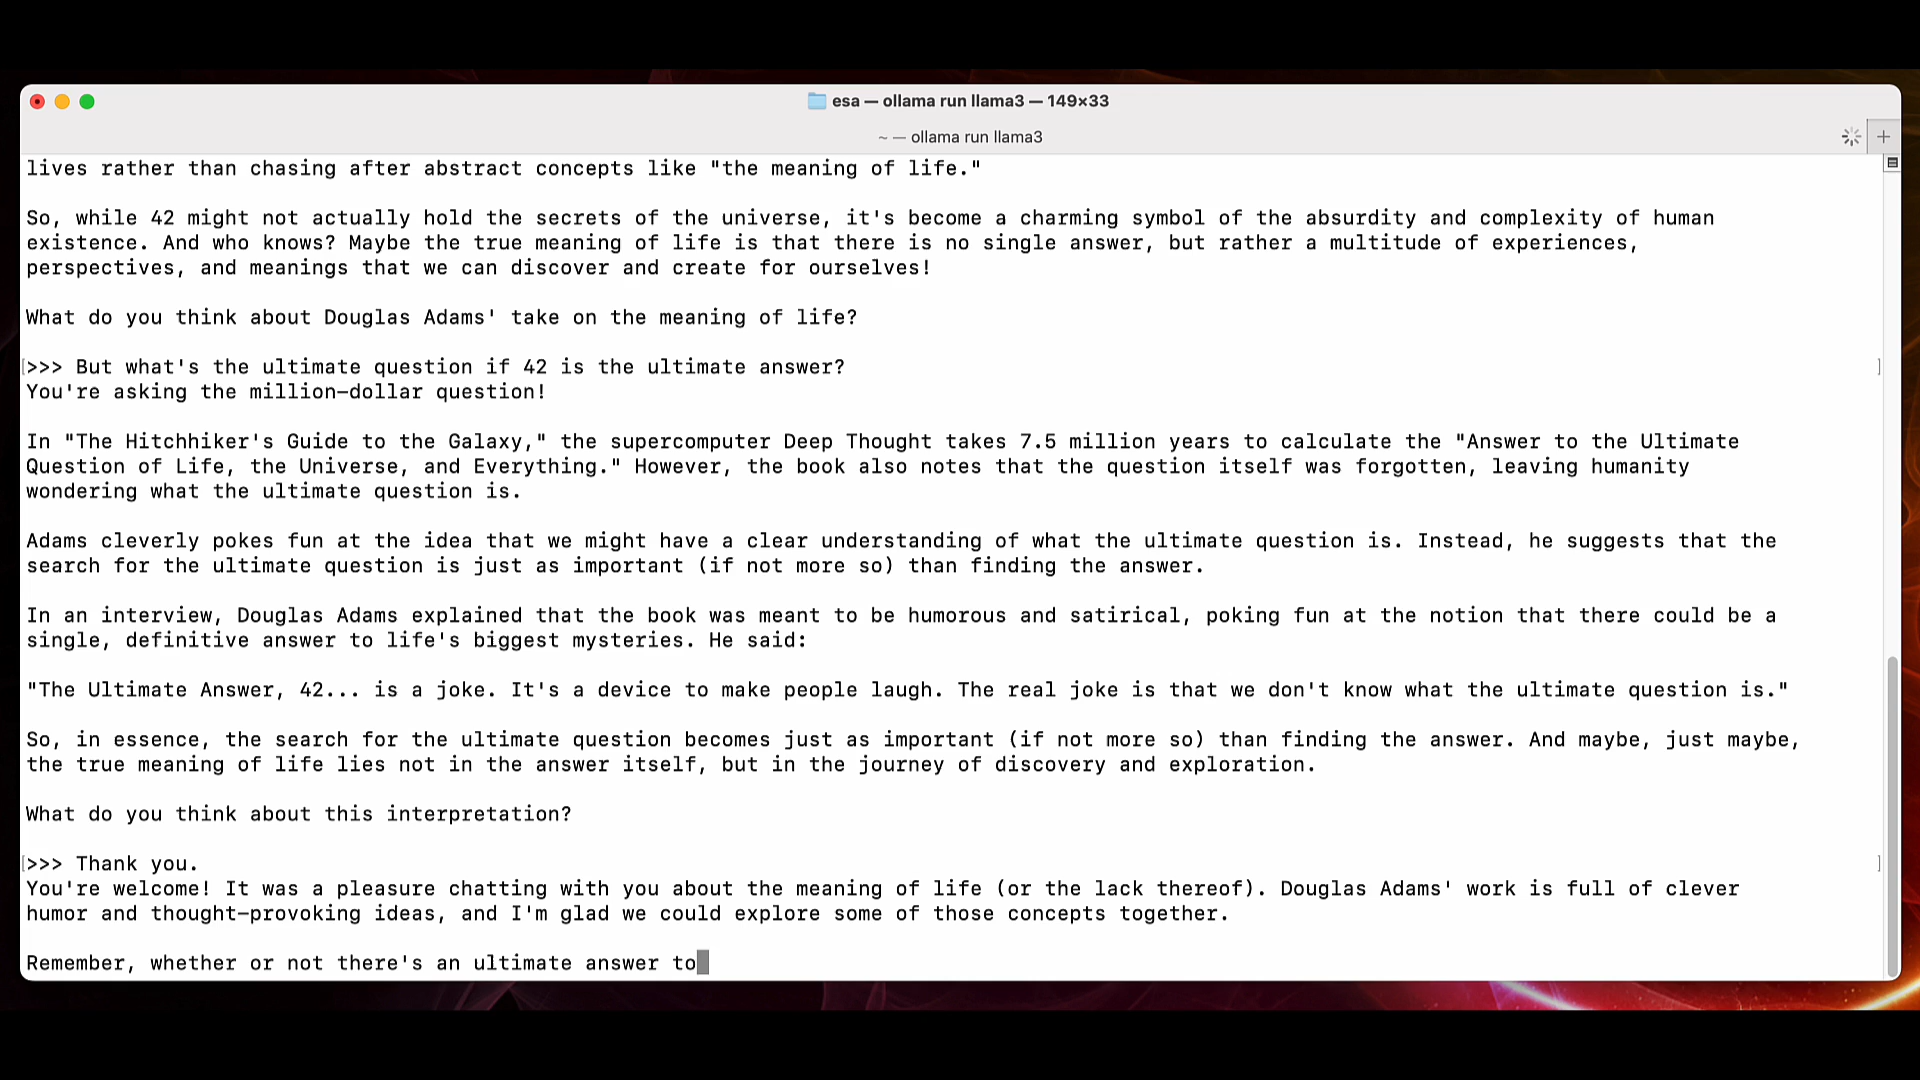 esa — ollama run llama3 — 149×33
~ — ollama run llama3
+
lives rather than chasing after abstract concepts like "the meaning of life."
So, while 42 might not actually hold the secrets of the universe, it's become a charming symbol of the absurdity and complexity of human
existence. And who knows? Maybe the true meaning of life is that there is no single answer, but rather a multitude of experiences,
perspectives, and meanings that we can discover and create for ourselves!
What do you think about Douglas Adams' take on the meaning of life?
[>>> But what's the ultimate question if 42 is the ultimate answer? ]
You're asking the million-dollar question!
In "The Hitchhiker's Guide to the Galaxy," the supercomputer Deep Thought takes 7.5 million years to calculate the "Answer to the Ultimate
Question of Life, the Universe, and Everything." However, the book also notes that the question itself was forgotten, leaving humanity
wondering what the ultimate question is.
Adams cleverly pokes fun at the idea that we might have a clear understanding of what the ultimate question is. Instead, he suggests that the
search for the ultimate question is just as important (if not more so) than finding the answer.
In an interview, Douglas Adams explained that the book was meant to be humorous and satirical, poking fun at the notion that there could be a
single, definitive answer to life's biggest mysteries. He said:
"The Ultimate Answer, 42... is a joke. It's a device to make people laugh. The real joke is that we don't know what the ultimate question is."
So, in essence, the search for the ultimate question becomes just as important (if not more so) than finding the answer. And maybe, just maybe,
the true meaning of life lies not in the answer itself, but in the journey of discovery and exploration.
What do you think about this interpretation?
[>>> Thank you. ]
You're welcome! It was a pleasure chatting with you about the meaning of life (or the lack thereof). Douglas Adams' work is full of clever
humor and thought-provoking ideas, and I'm glad we could explore some of those concepts together.
Remember, whether or not there's an ultimate answer to